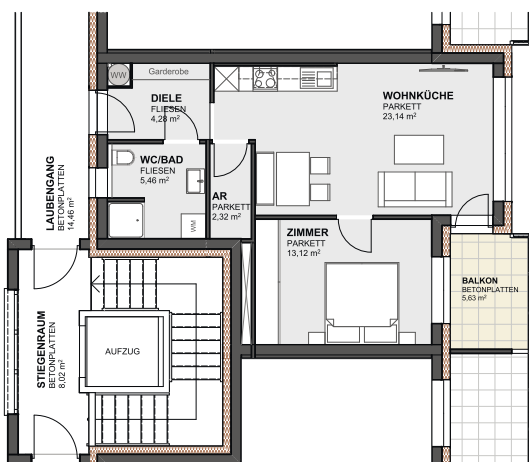 WW
Garderobe
DIELE
FLIESEN
4,28 m²
WOHNKÜCHE
PARKETT
23,14 m²
WC/BAD
FLIESEN
5,46 m²
AR
PARKETT
2,32 m²
WM
ZIMMER
PARKETT
13,12 m²
BALKON
BETONPLATTEN
5,63 m²
LAUBENGANG
BETONPLATTEN
14,46 m²
STIEGENRAUM
BETONPLATTEN
8,02 m²
AUFZUG